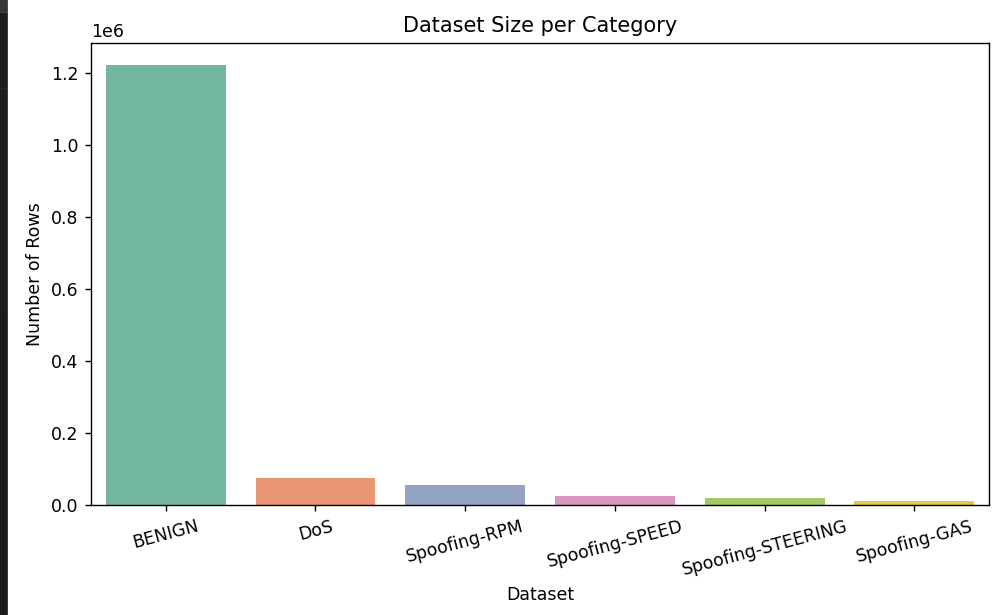 Dataset Size per Category
1e6
1.2
1.0
0.8
0.6
0.4
0.2
0.0
Number of Rows
BENIGN
DoS
Spoofing-RPM
Spoofing-SPEED
Spoofing-STEERING
Spoofing-GAS
Dataset